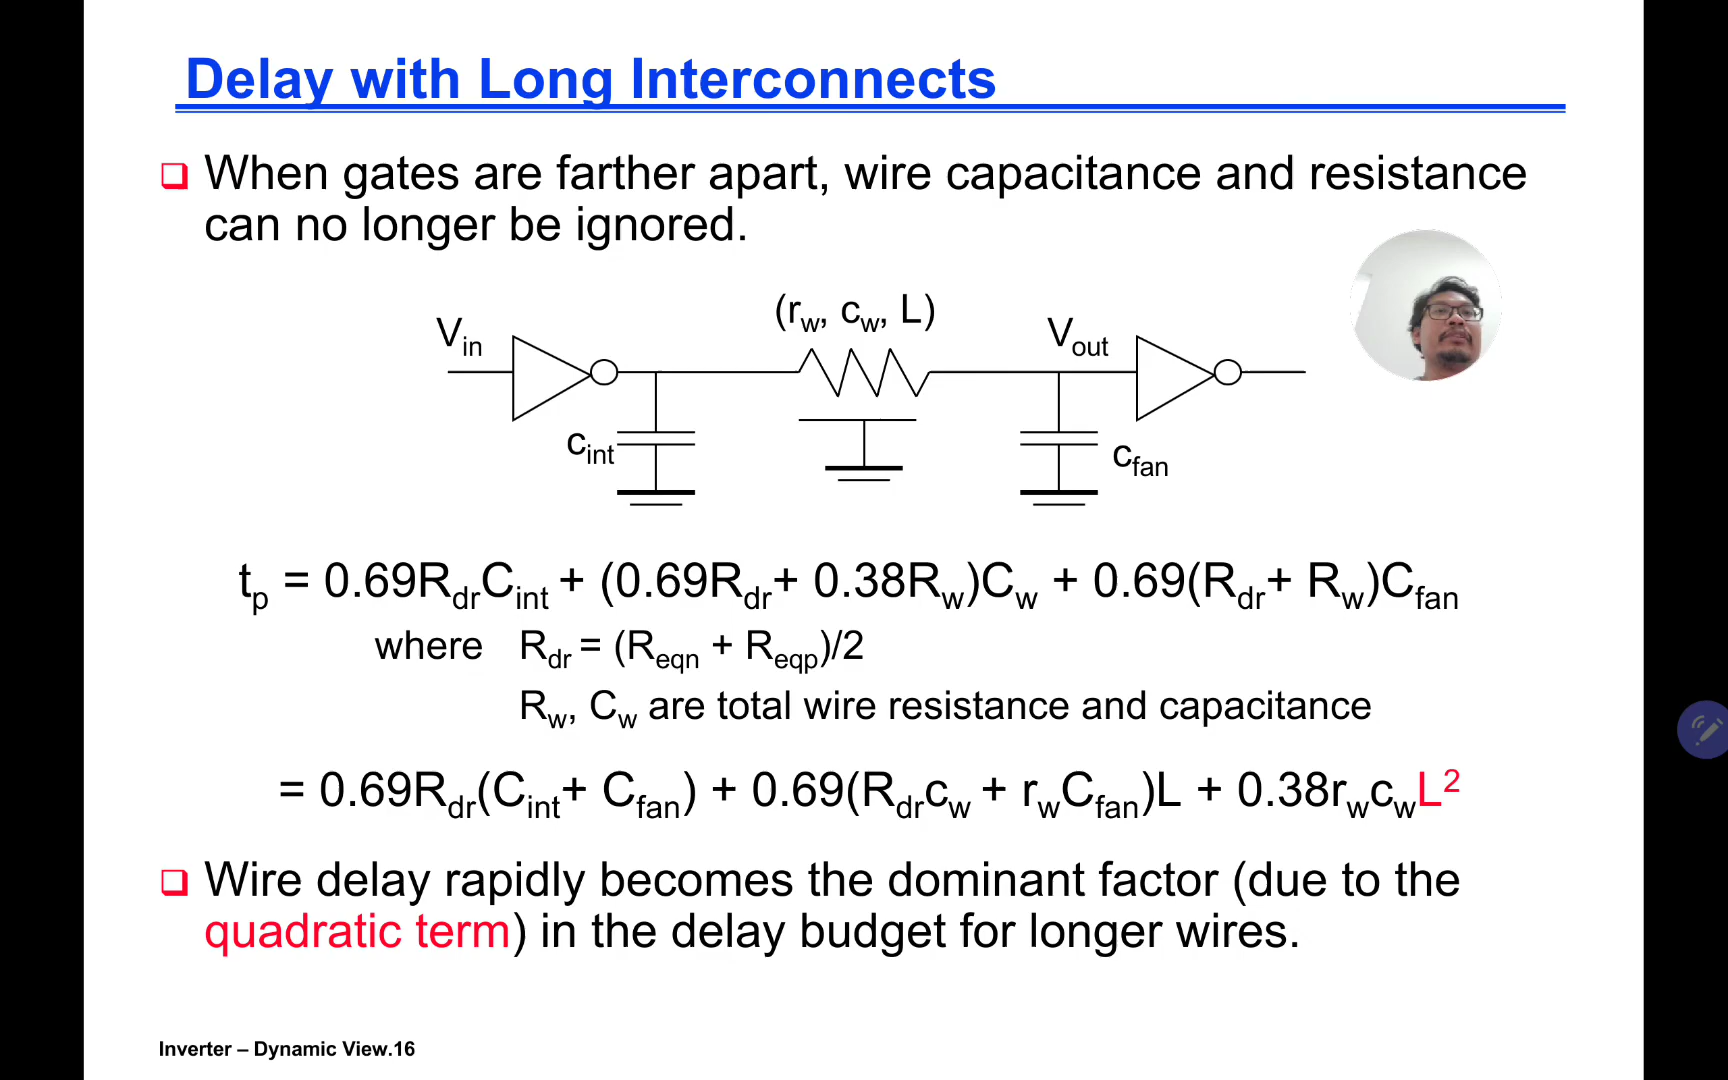 Delay with Long Interconnects
When gates are farther apart, wire capacitance and resistance
can no longer be ignored.
(rw, cw, L)
Vin
Vout
cint
cfan
tp = 0.69RdrCint + (0.69Rdr+ 0.38Rw)Cw + 0.69(Rdr+ Rw)Cfan
where Rdr = (Reqn + Reqp)/2
Rw, Cw are total wire resistance and capacitance
= 0.69Rdr(Cint+ Cfan) + 0.69(Rdrcw + rwCfan)L + 0.38rwcwL²
Wire delay rapidly becomes the dominant factor (due to the
quadratic term) in the delay budget for longer wires.
Inverter – Dynamic View.16